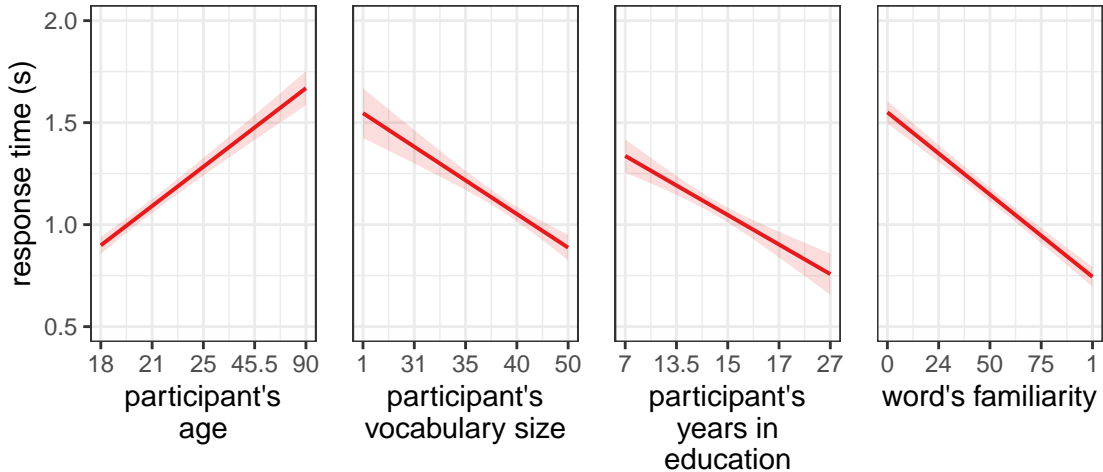 response time (s)
2.0
1.5
1.0
0.5
18 21 25 45.5 90
1 31 35 40 50
7 13.5 15 17 27
0 24 50 75 1
participant's
age
participant's
vocabulary size
participant's
years in
education
word's familiarity